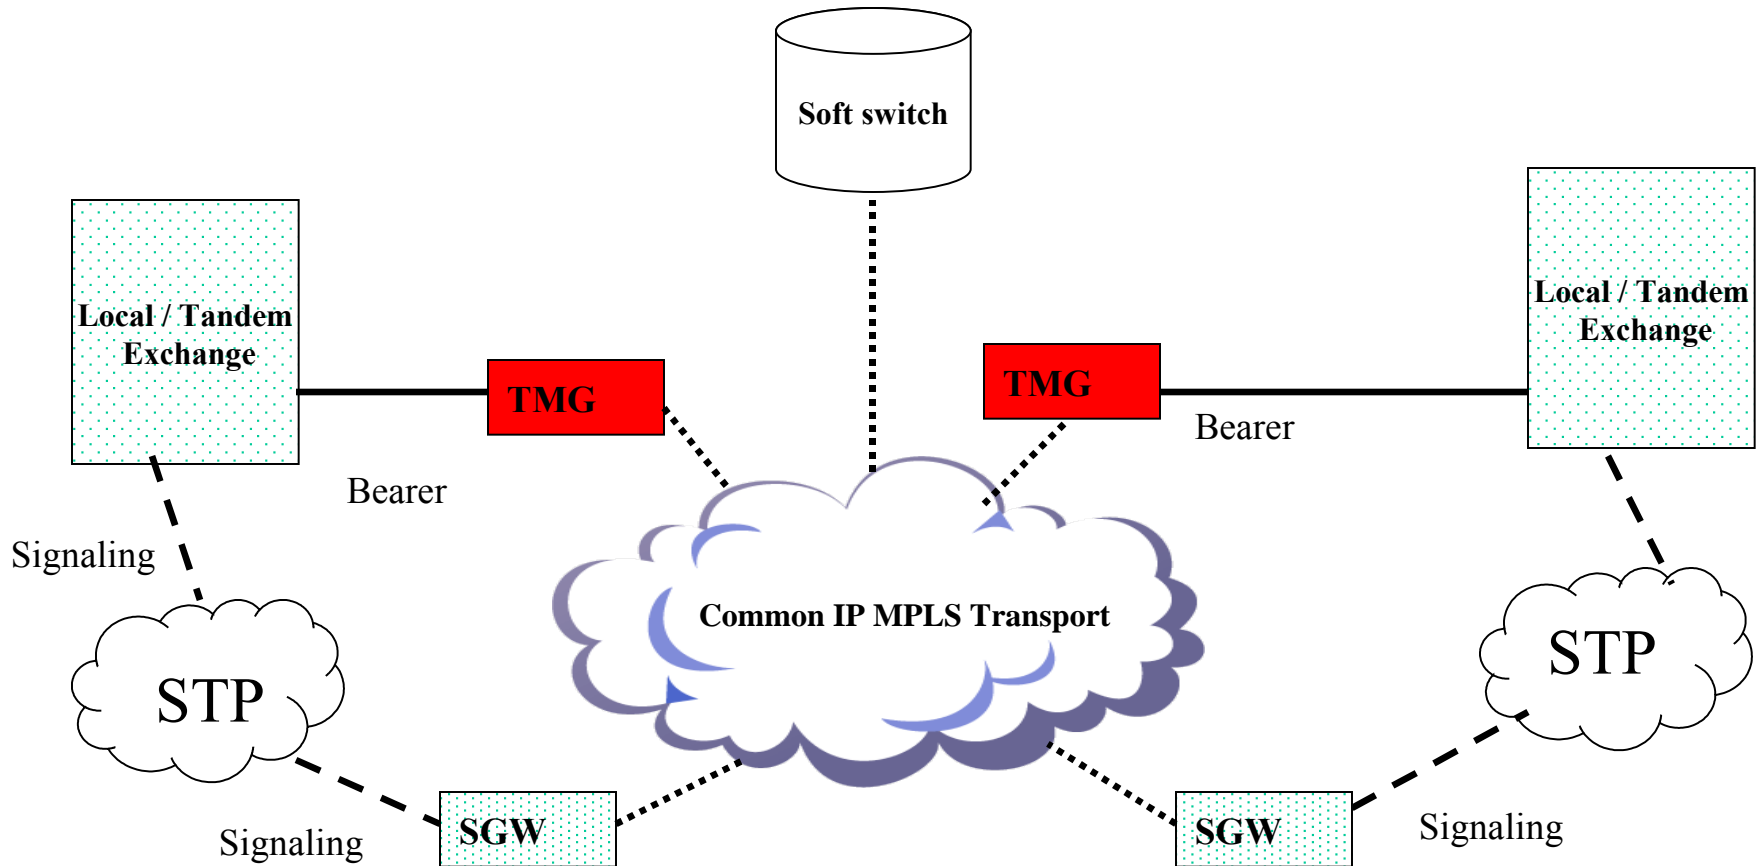 Soft switch
Local / Tandem
Exchange
Local / Tandem
Exchange
TMG
TMG
Bearer
Bearer
Signaling
Common IP MPLS Transport
STP
STP
SGW
SGW
Signaling
Signaling